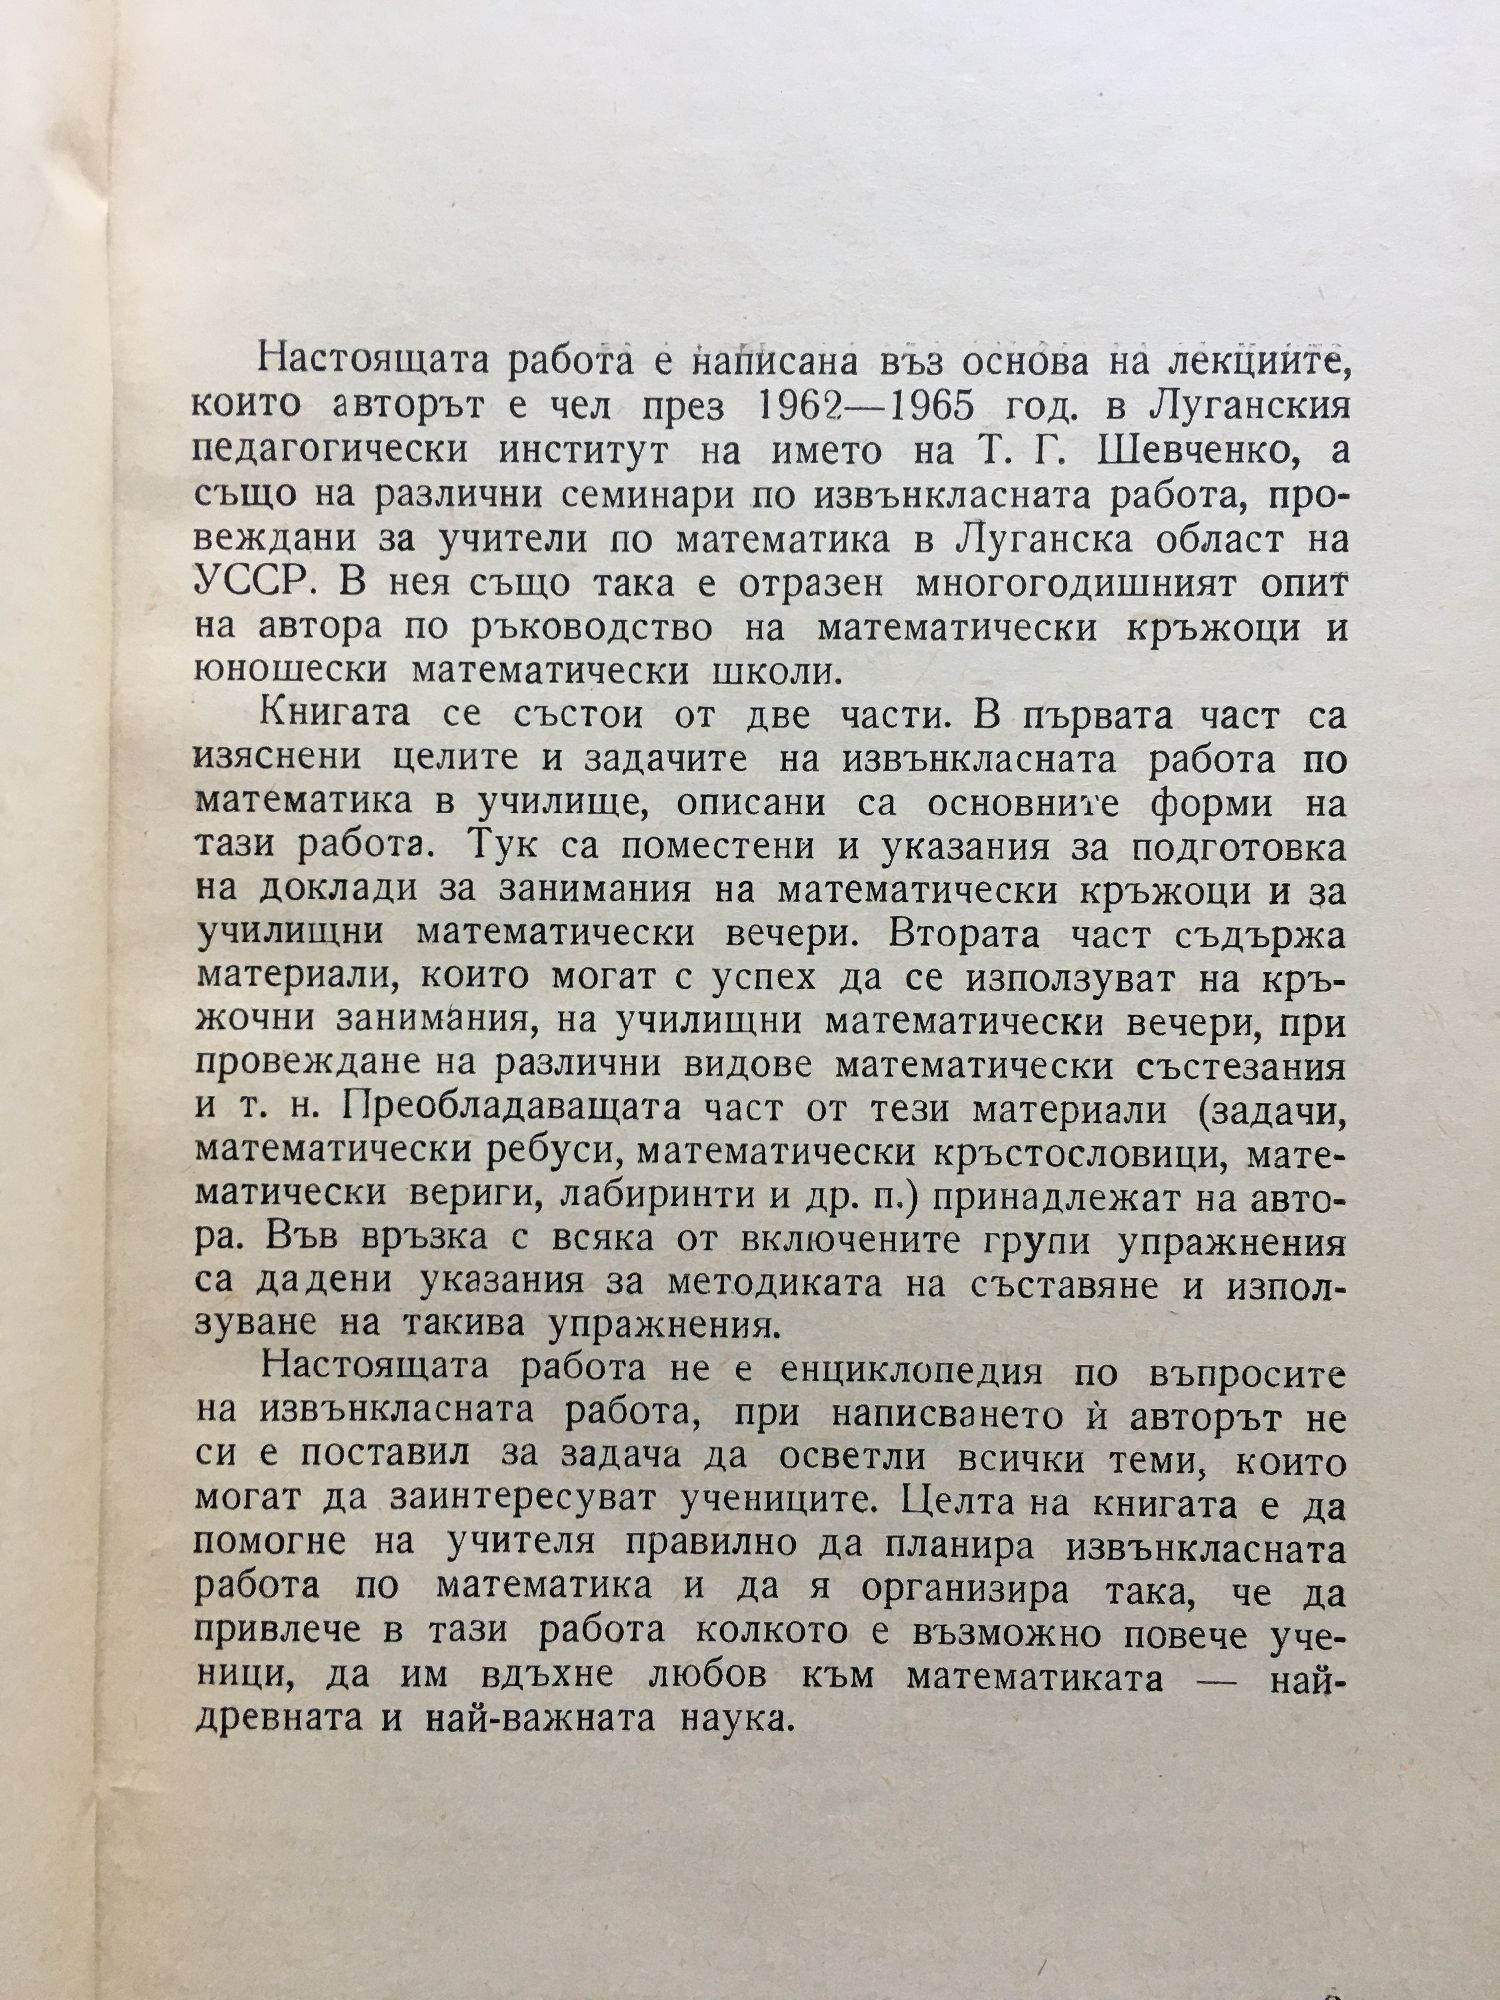 Настоящата работа е написана въз основа на лекциите,
които авторът е чел през 1962—1965 год. в Луганския
педагогически институт на името на Т. Г. Шевченко, а
също на различни семинари по извънкласната работа, про-
веждани за учители по математика в Луганска област на
УССР. В нея също така е отразен многогодишният опит
на автора по ръководство на математически кръжоци и
юношески математически школи.
Книгата се състои от две части. В първата част са
изяснени целите и задачите на извънкласната работа по
математика в училище, описани са основните форми на
тази работа. Тук са поместени и указания за подготовка
на доклади за занимания на математически кръжоци и за
училищни математически вечери. Втората част съдържа
материали, които могат с успех да се използуват на кръ-
жочни занимания, на училищни математически вечери, при
провеждане на различни видове математически състезания
и т. н. Преобладаващата част от тези материали (задачи,
математически ребуси, математически кръстословици, мате-
матически вериги, лабиринти и др. п.) принадлежат на авто-
ра. Във връзка с всяка от включените групи упражнения
са дадени указания за методиката на съставяне и използ-
зуване на такива упражнения.
Настоящата работа не е енциклопедия по въпросите
на извънкласната работа, при написването ѝ авторът не
си е поставил за задача да осветли всички теми, които
могат да заинтересуват учениците. Целта на книгата е да
помогне на учителя правилно да планира извънкласната
работа по математика и да я организира така, че да
привлече в тази работа колкото е възможно повече уче-
ници, да им вдъхне любов към математиката — най-
древната и най-важната наука.